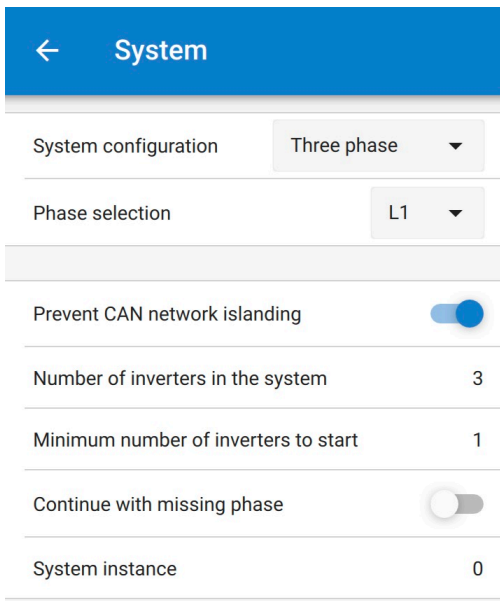 System
System configuration Three phase
Phase selection L1
Prevent CAN network islanding
Number of inverters in the system 3
Minimum number of inverters to start 1
Continue with missing phase
System instance 0